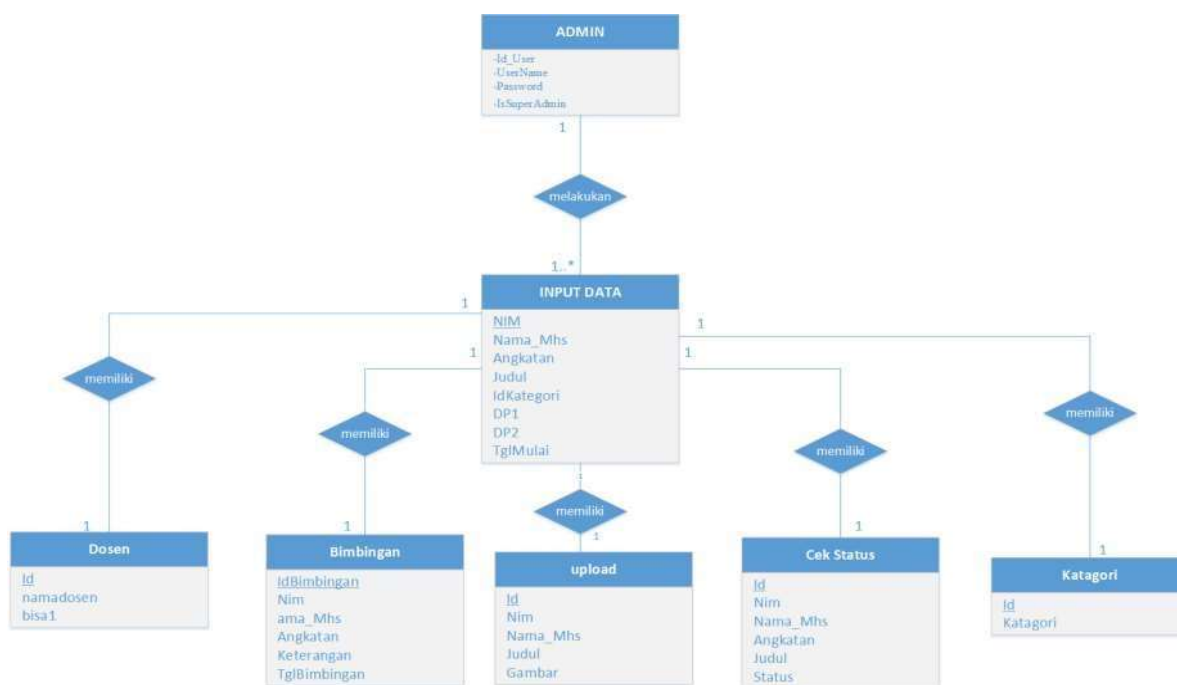 ADMIN
-Id_User
-UserName
-Password
-IsSuperAdmin
1
melakukan
1..*
INPUT DATA
NIM
Nama_Mhs
Angkatan
Judul
IdKategori
DP1
DP2
TglMulai
1
1
1
1
memiliki
memiliki
memiliki
memiliki
memiliki
1
1
1
1
1
Dosen
Id
namadosen
bisa1
Bimbingan
IdBimbingan
Nim
ama_Mhs
Angkatan
Keterangan
TglBimbingan
upload
Id
Nim
Nama_Mhs
Judul
Gambar
Cek Status
Id
Nim
Nama_Mhs
Angkatan
Judul
Status
Katagori
Id
Katagori